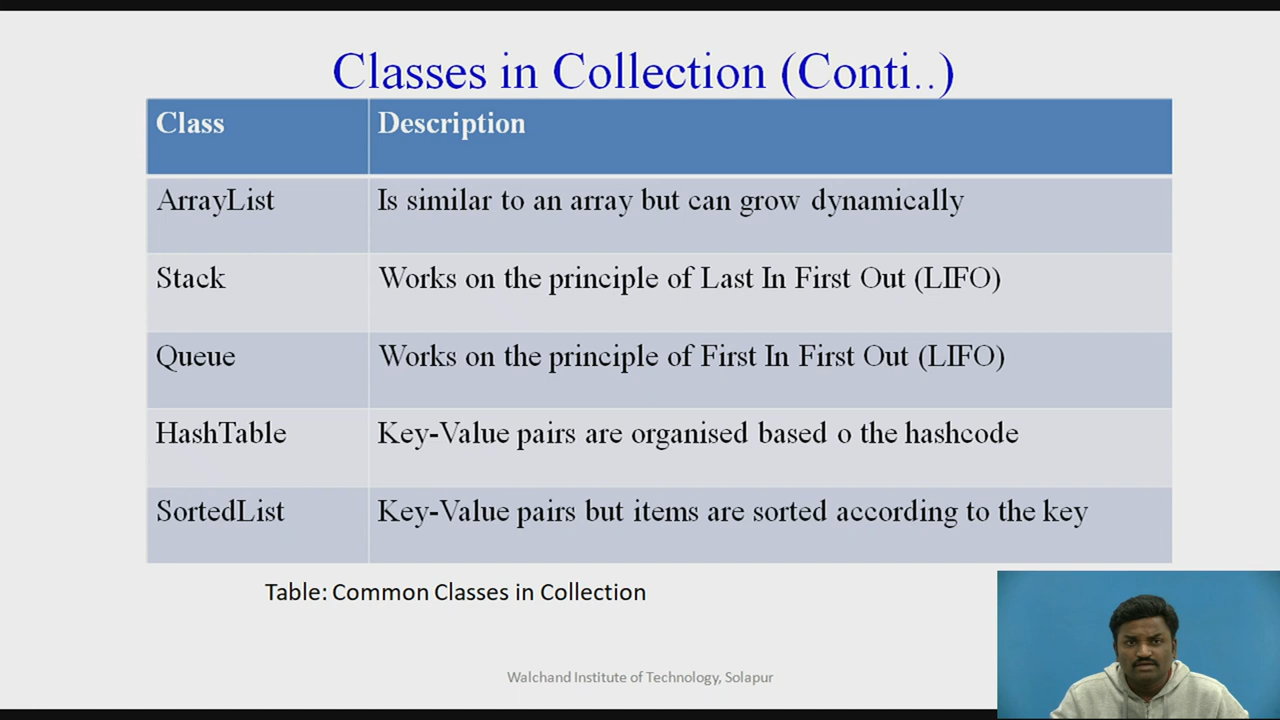 Classes in Collection (Conti..)
Class Description
ArrayList Is similar to an array but can grow dynamically
Stack Works on the principle of Last In First Out (LIFO)
Queue Works on the principle of First In First Out (LIFO)
HashTable Key-Value pairs are organised based o the hashcode
SortedList Key-Value pairs but items are sorted according to the key
Table: Common Classes in Collection
Walchand Institute of Technology, Solapur